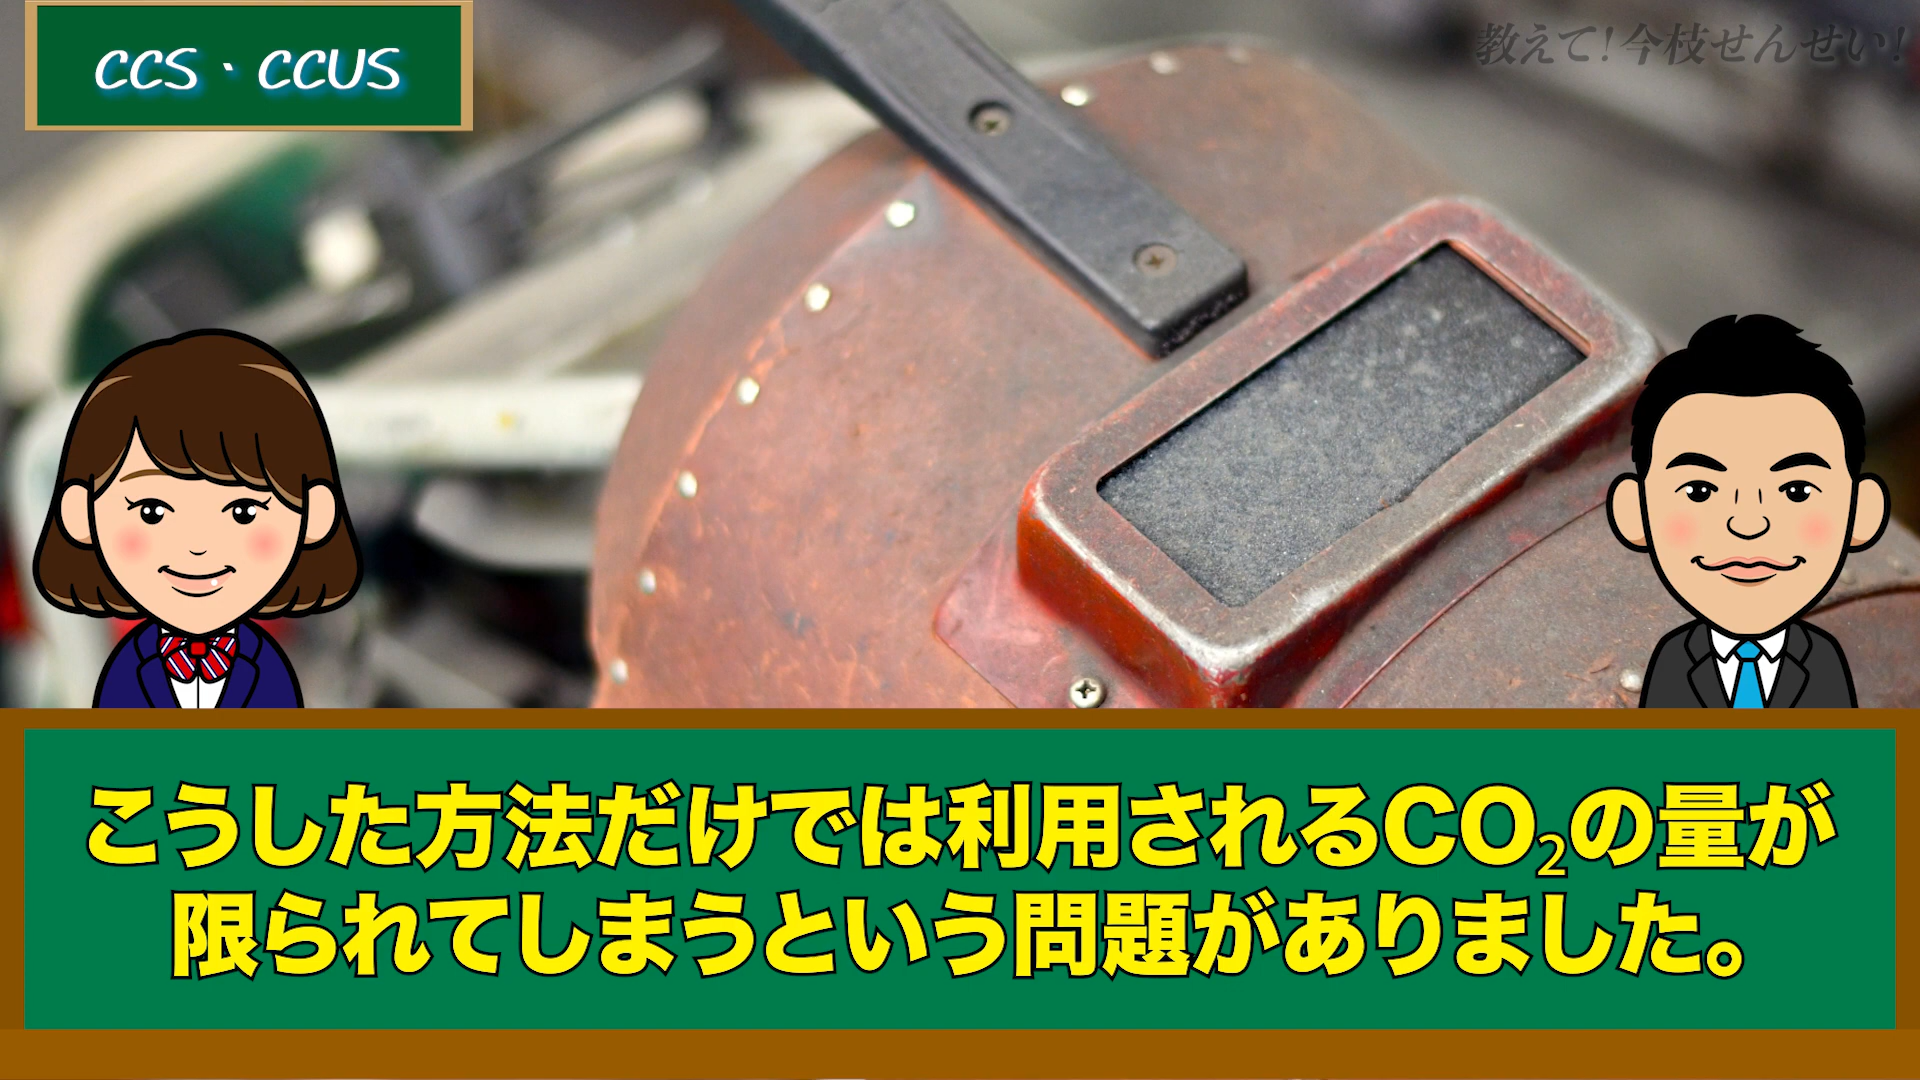 CCS・CCUS
教えて!今枝せんせい!
こうした方法だけでは利用されるCO₂の量が
限られてしまうという問題がありました。